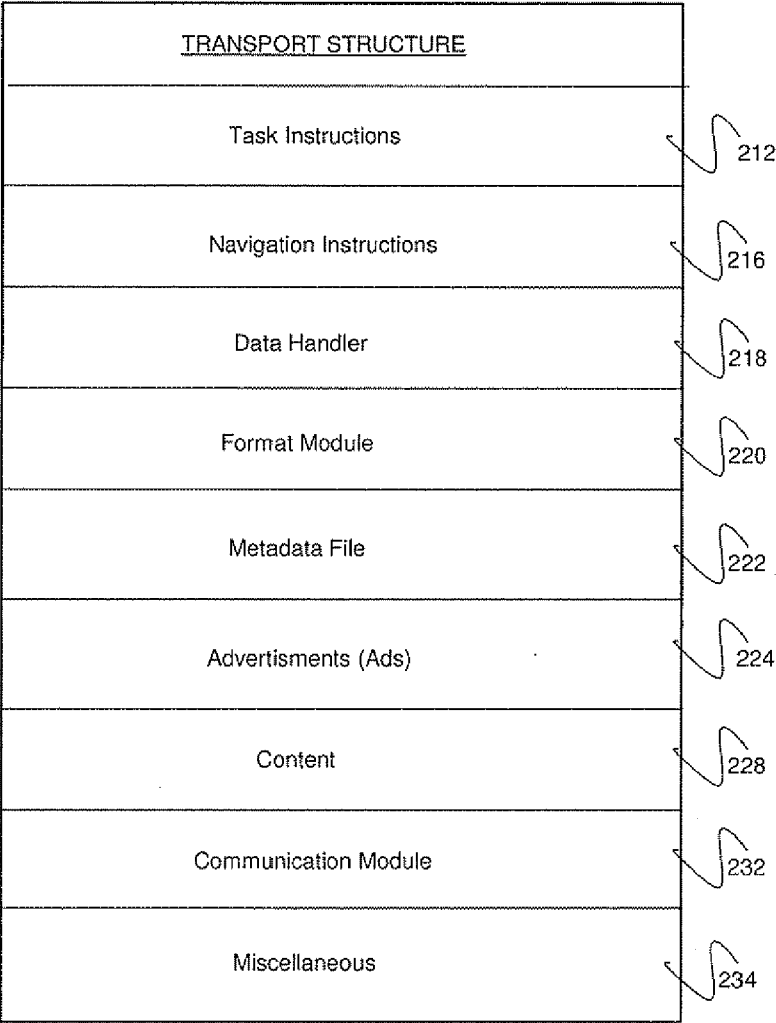 TRANSPORT STRUCTURE
Task Instructions
212
Navigation Instructions
216
Data Handler
218
Format Module
220
Metadata File
222
Advertisments (Ads)
224
Content
228
Communication Module
232
Miscellaneous
234